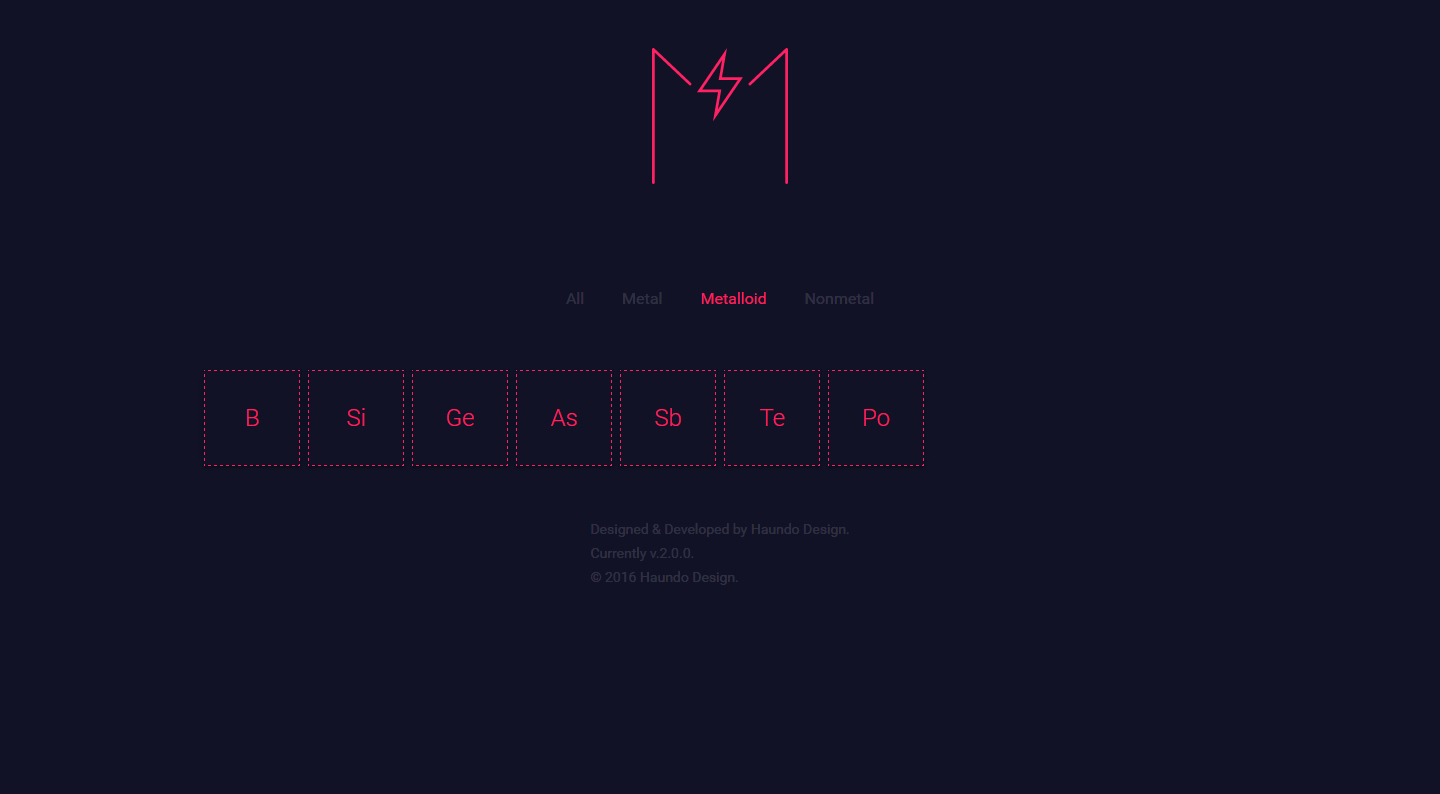 All Metal Metalloid Nonmetal
B Si Ge As Sb Te Po
Designed & Developed by Haundo Design.
Currently v.2.0.0.
© 2016 Haundo Design.